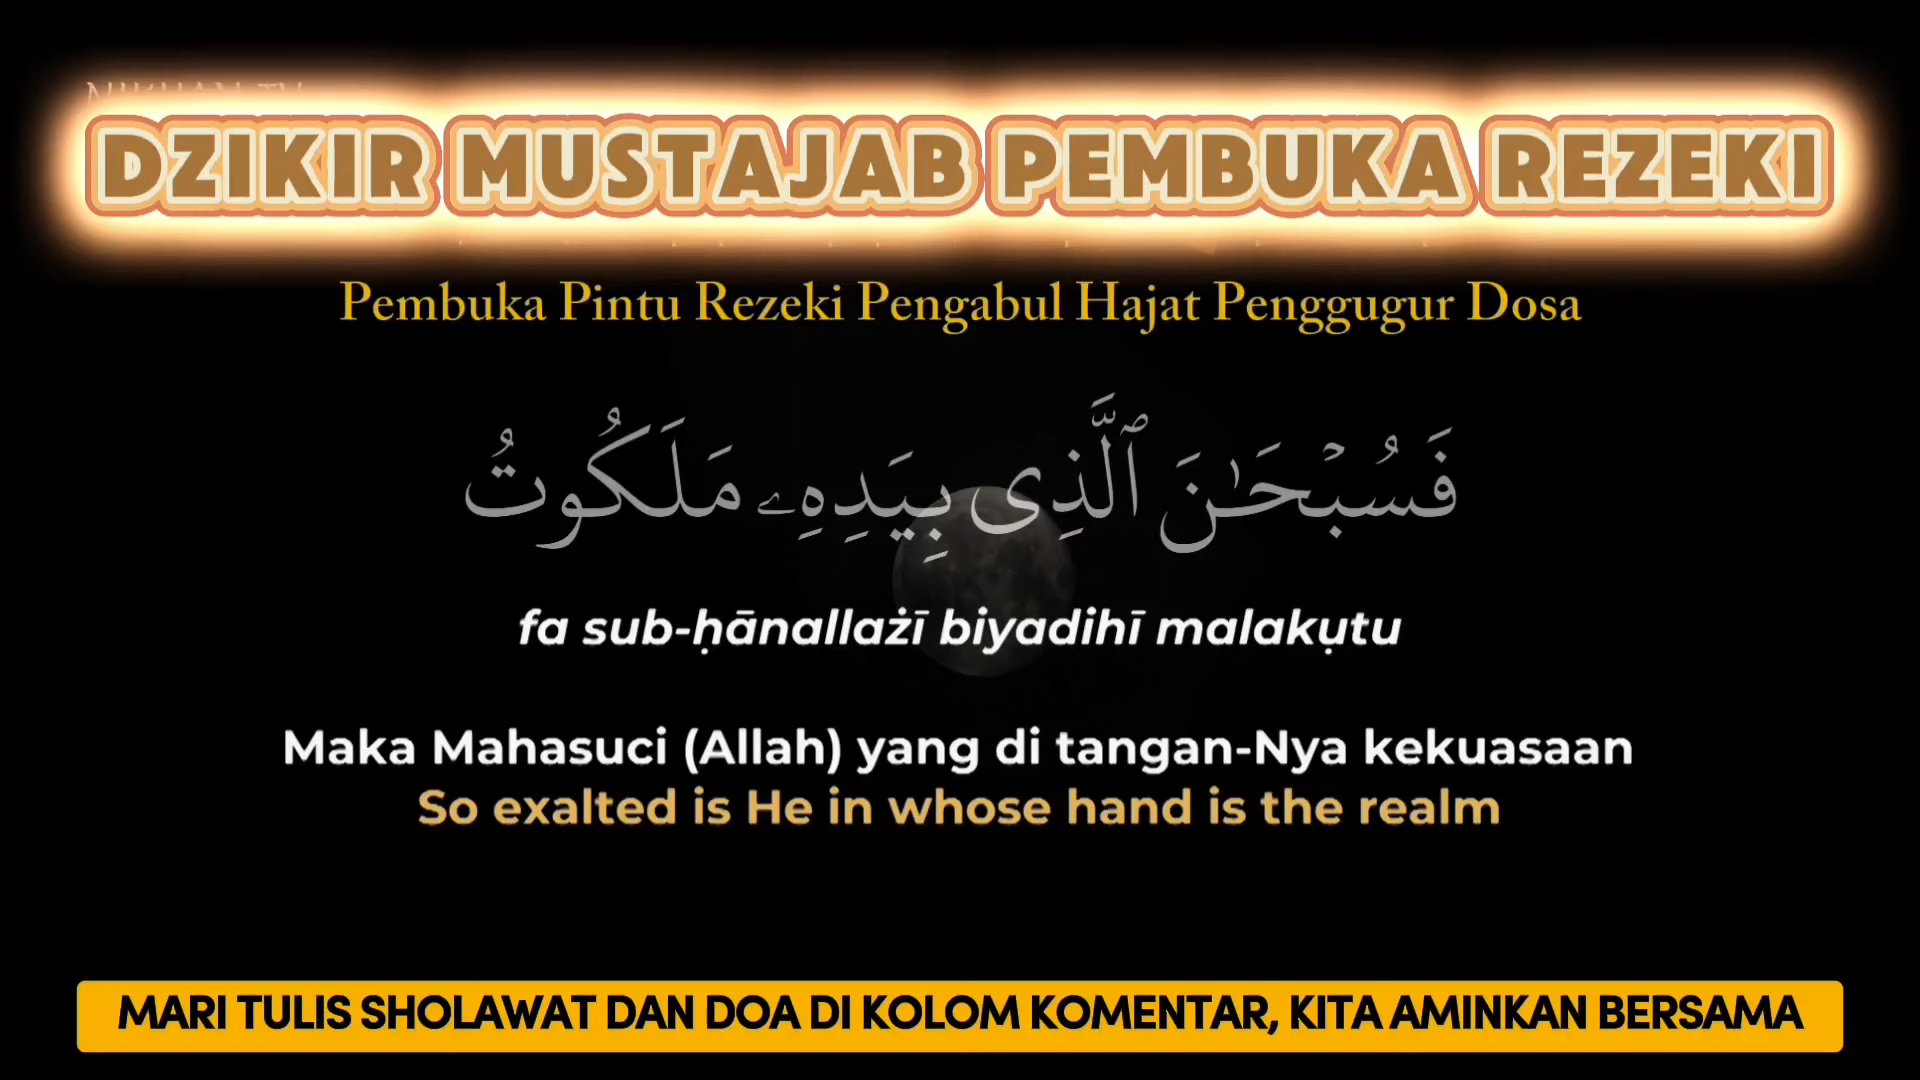 DZIKIR MUSTAJAB PEMBUKA REZEKI
Pembuka Pintu Rezeki Pengabul Hajat Penggugur Dosa
فَسُبْحَـٰنَ ٱلَّذِى بِيَدِهِۦ مَلَكُوتُ
fa sub-ḥānallażī biyadihī malakụtu
Maka Mahasuci (Allah) yang di tangan-Nya kekuasaan
So exalted is He in whose hand is the realm
MARI TULIS SHOLAWAT DAN DOA DI KOLOM KOMENTAR, KITA AMINKAN BERSAMA